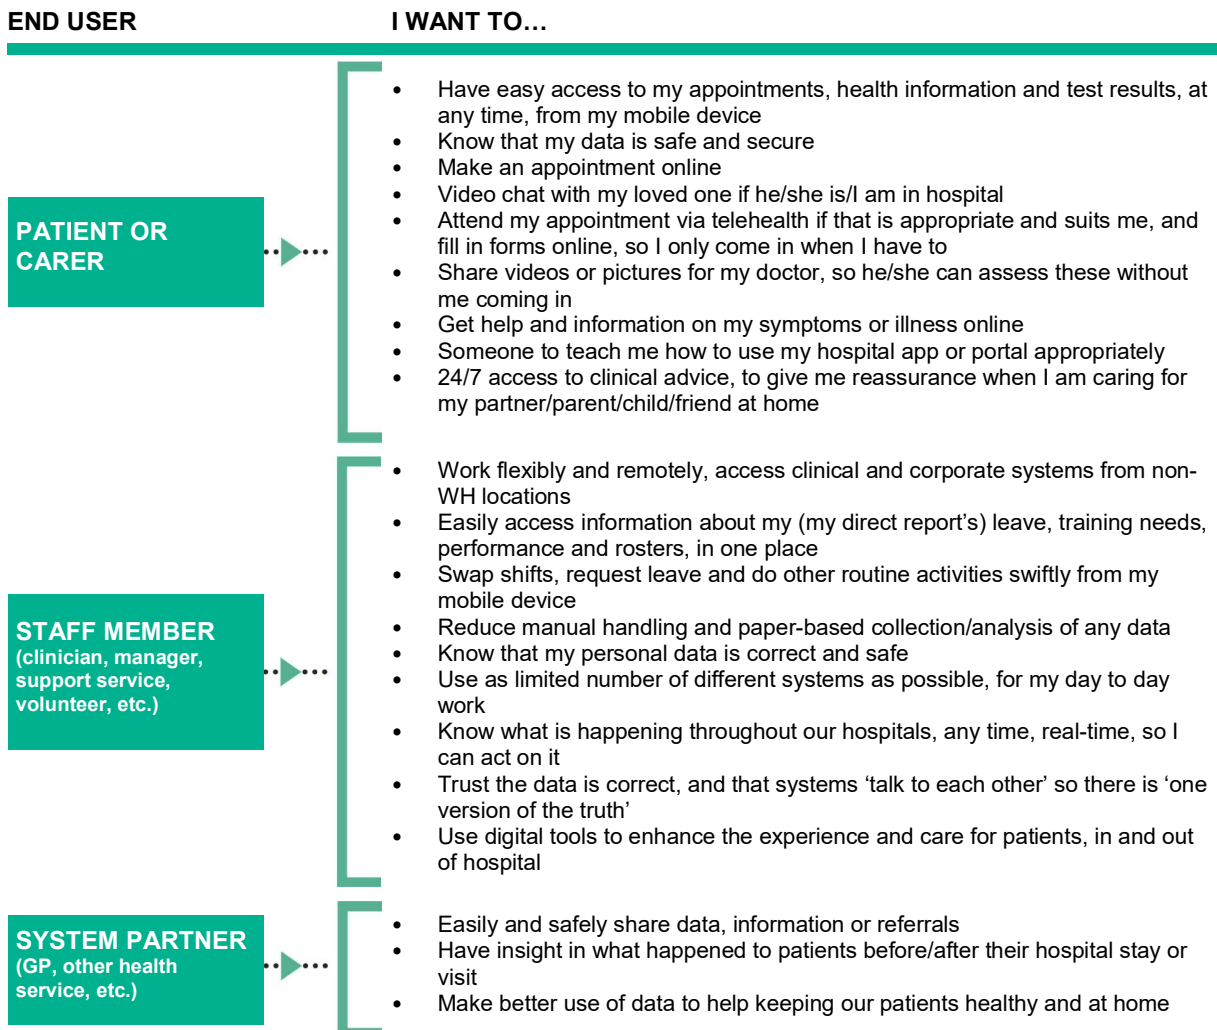 END USER
I WANT TO…
PATIENT OR
CARER
• Have easy access to my appointments, health information and test results, at
any time, from my mobile device
• Know that my data is safe and secure
• Make an appointment online
• Video chat with my loved one if he/she is/I am in hospital
• Attend my appointment via telehealth if that is appropriate and suits me, and
fill in forms online, so I only come in when I have to
• Share videos or pictures for my doctor, so he/she can assess these without
me coming in
• Get help and information on my symptoms or illness online
• Someone to teach me how to use my hospital app or portal appropriately
• 24/7 access to clinical advice, to give me reassurance when I am caring for
my partner/parent/child/friend at home
STAFF MEMBER
(clinician, manager,
support service,
volunteer, etc.)
• Work flexibly and remotely, access clinical and corporate systems from non-
WH locations
• Easily access information about my (my direct report’s) leave, training needs,
performance and rosters, in one place
• Swap shifts, request leave and do other routine activities swiftly from my
mobile device
• Reduce manual handling and paper-based collection/analysis of any data
• Know that my personal data is correct and safe
• Use as limited number of different systems as possible, for my day to day
work
• Know what is happening throughout our hospitals, any time, real-time, so I
can act on it
• Trust the data is correct, and that systems ‘talk to each other’ so there is ‘one
version of the truth’
• Use digital tools to enhance the experience and care for patients, in and out
of hospital
SYSTEM PARTNER
(GP, other health
service, etc.)
• Easily and safely share data, information or referrals
• Have insight in what happened to patients before/after their hospital stay or
visit
• Make better use of data to help keeping our patients healthy and at home